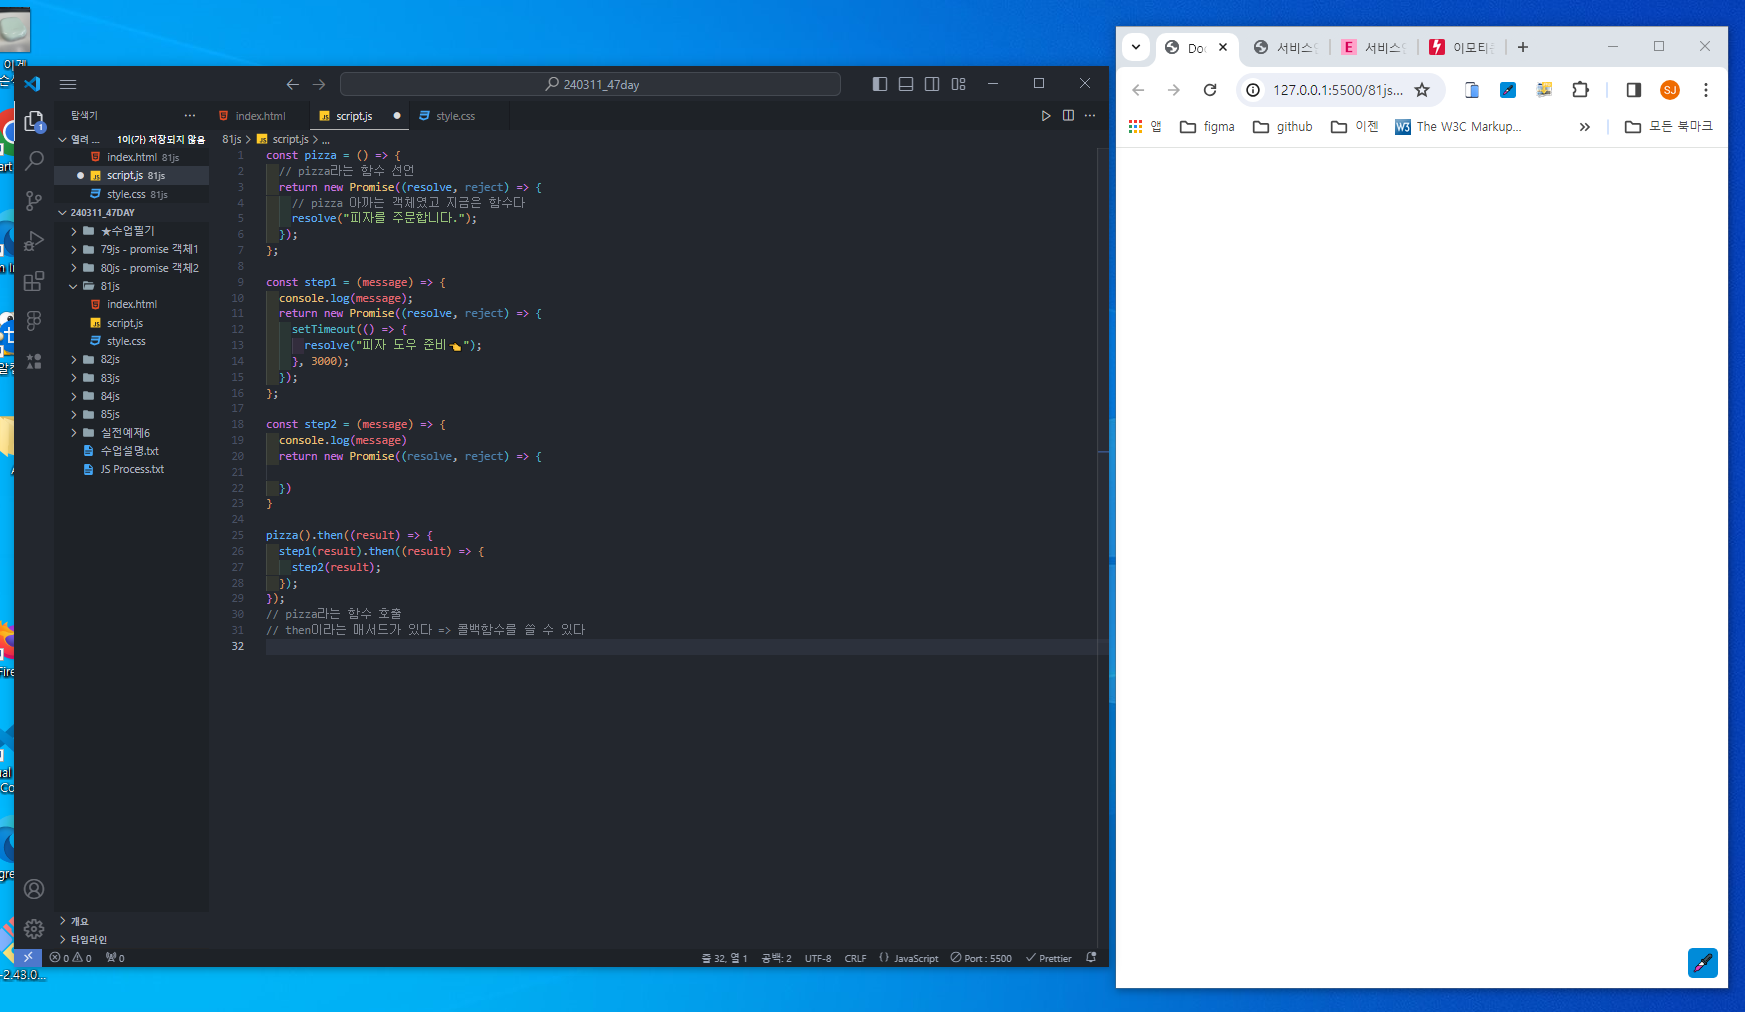 이게
240311_47day
탐색기
index.html
script.js
style.css
열려 ...
1이(가) 저장되지 않음
81js > script.js > ...
index.html 81js
script.js 81js
style.css 81js
240311_47DAY
★수업필기
79js - promise 객체1
80js - promise 객체2
81js
index.html
script.js
style.css
82js
83js
84js
85js
실전예제6
수업설명.txt
JS Process.txt
개요
타임라인
1 const pizza = () => {
2 // pizza라는 함수 선언
3 return new Promise((resolve, reject) => {
4 // pizza 아까는 객체였고 지금은 함수다
5 resolve("피자를 주문합니다.");
6 });
7 };
8
9 const step1 = (message) => {
10 console.log(message);
11 return new Promise((resolve, reject) => {
12 setTimeout(() => {
13 resolve("피자 도우 준비👈");
14 }, 3000);
15 });
16 };
17
18 const step2 = (message) => {
19 console.log(message)
20 return new Promise((resolve, reject) => {
21
22 })
23 }
24
25 pizza().then((result) => {
26 step1(result).then((result) => {
27 step2(result);
28 });
29 });
30 // pizza라는 함수 호출
31 // then이라는 매서드가 있다 => 콜백함수를 쓸 수 있다
32
0 0 0
줄 32, 열 1 공백: 2 UTF-8 CRLF {} JavaScript Port : 5500 Prettier
-2.43.0...
Doc
서비스
E 서비스
이모티
127.0.0.1:5500/81js...
SJ
앱
figma
github
이젠
W3 The W3C Markup...
모든 북마크